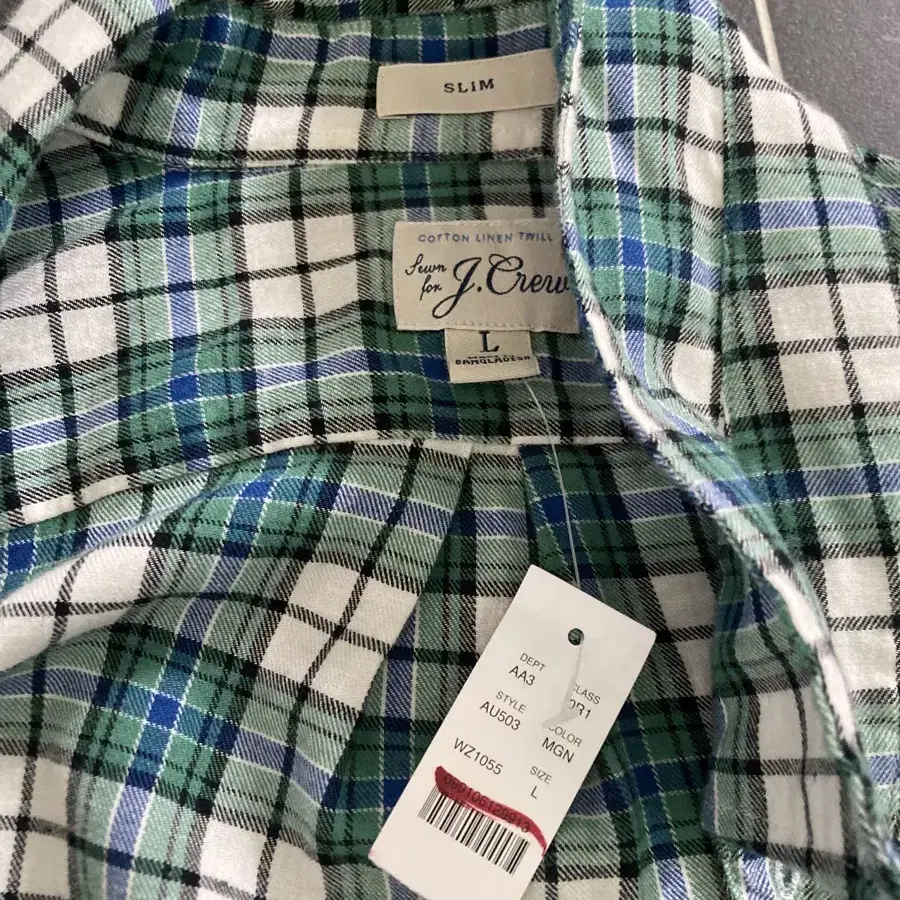 SLIM
COTTON LINEN TWILL
Sewn for J.Crew
L
BANGLADESH
DEPT
AA3
CLASS
STYLE
AU503
COLOR
MGN
WZ1055
SIZE
L